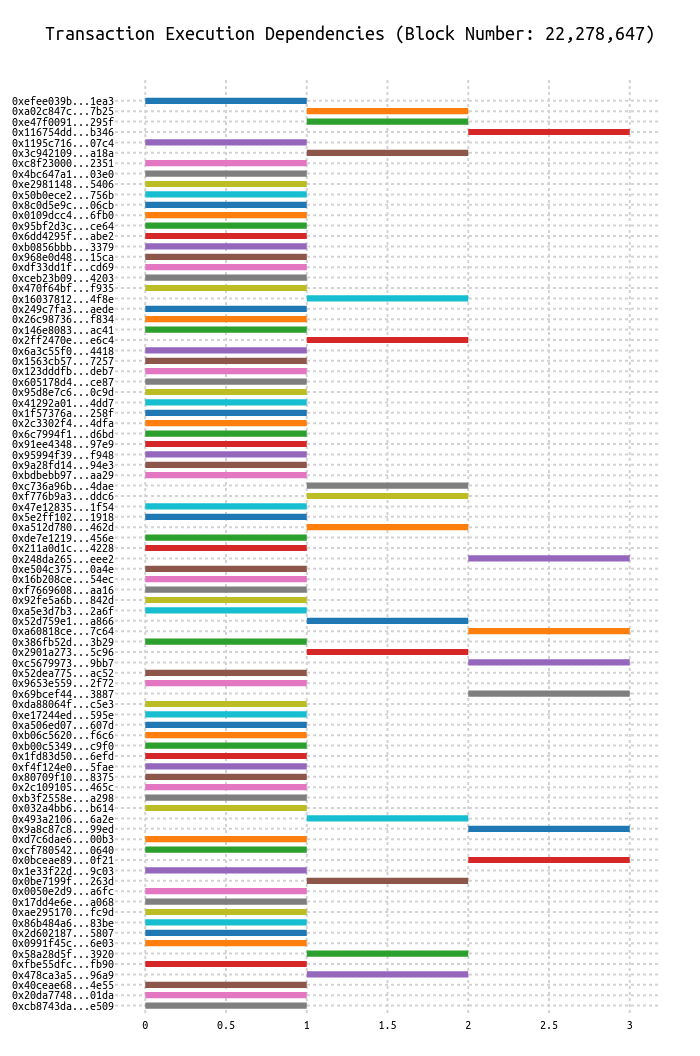 Transaction Execution Dependencies (Block Number: 22,278,647)
0xefee039b...1ea3
0xa02c847c...7b25
0xe47f0091...295f
0x116754dd...b346
0x1195c716...07c4
0x3c942109...a18a
0xc8f23000...2351
0x4bc647a1...03e0
0xe2981148...5406
0x50b0ece2...756b
0x8c0d5e9c...06cb
0x0109dcc4...6fb0
0x95bf2d3c...ce64
0x6dd4295f...abe2
0xb0856bbb...3379
0x968e0d48...15ca
0xdf33dd1f...cd69
0xceb23b09...4203
0x470f64bf...f935
0x16037812...4f8e
0x249c7fa3...aede
0x26c98736...f834
0x146e8083...ac41
0x2ff2470e...e6c4
0x6a3c55f0...4418
0x1563cb57...7257
0x123dddfb...deb7
0x605178d4...ce87
0x95d8e7c6...0c9d
0x41292a01...4dd7
0x1f57376a...258f
0x2c3302f4...4dfa
0x6c7994f1...d6bd
0x91ee4348...97e9
0x95994f39...f948
0x9a28fd14...94e3
0xbdbebb97...aa29
0xc736a96b...4dae
0xf776b9a3...ddc6
0x47e12835...1f54
0x5e2ff102...1918
0xa512d780...462d
0xde7e1219...456e
0x211a0d1c...4228
0x248da265...eee2
0xe504c375...0a4e
0x16b208ce...54ec
0xf7669608...aa16
0x92fe5a6b...842d
0xa5e3d7b3...2a6f
0x52d759e1...a866
0xa60818ce...7c64
0x386fb52d...3b29
0x2901a273...5c96
0xc5679973...9bb7
0x52dea775...ac52
0x9653e559...2f72
0x69bcef44...3887
0xda88064f...c5e3
0xe17244ed...595e
0xa506ed07...607d
0xb06c5620...f6c6
0xb00c5349...c9f0
0x1fd83d50...6efd
0xf4f124e0...5fae
0x80709f10...8375
0x2c109105...465c
0xb3f2558e...a298
0x032a4bb6...b614
0x493a2106...6a2e
0x9a8c87c8...99ed
0xd7c6dae6...00b3
0xcf780542...0640
0x0bceae89...0f21
0x1e33f22d...9c03
0x0be7199f...263d
0x0050e2d9...a6fc
0x17dd4e6e...a068
0xae295170...fc9d
0x86b484a6...83be
0x2d602187...5807
0x0991f45c...6e03
0x58a28d5f...3920
0xfbe55dfc...fb90
0x478ca3a5...96a9
0x40ceae68...4e55
0x20da7748...01da
0xcb8743da...e509
0 0.5 1 1.5 2 2.5 3